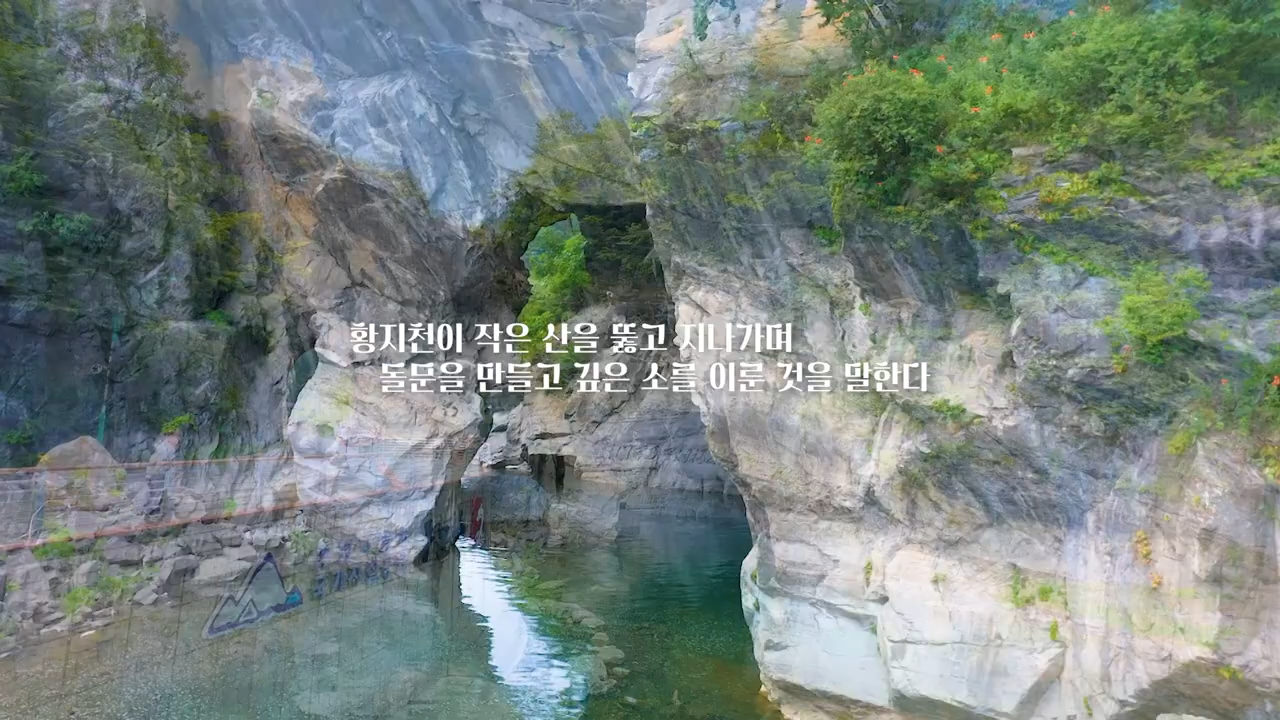 황지천이 작은 산을 뚫고 지나가며
돌문을 만들고 깊은 소를 이룬 것을 말한다